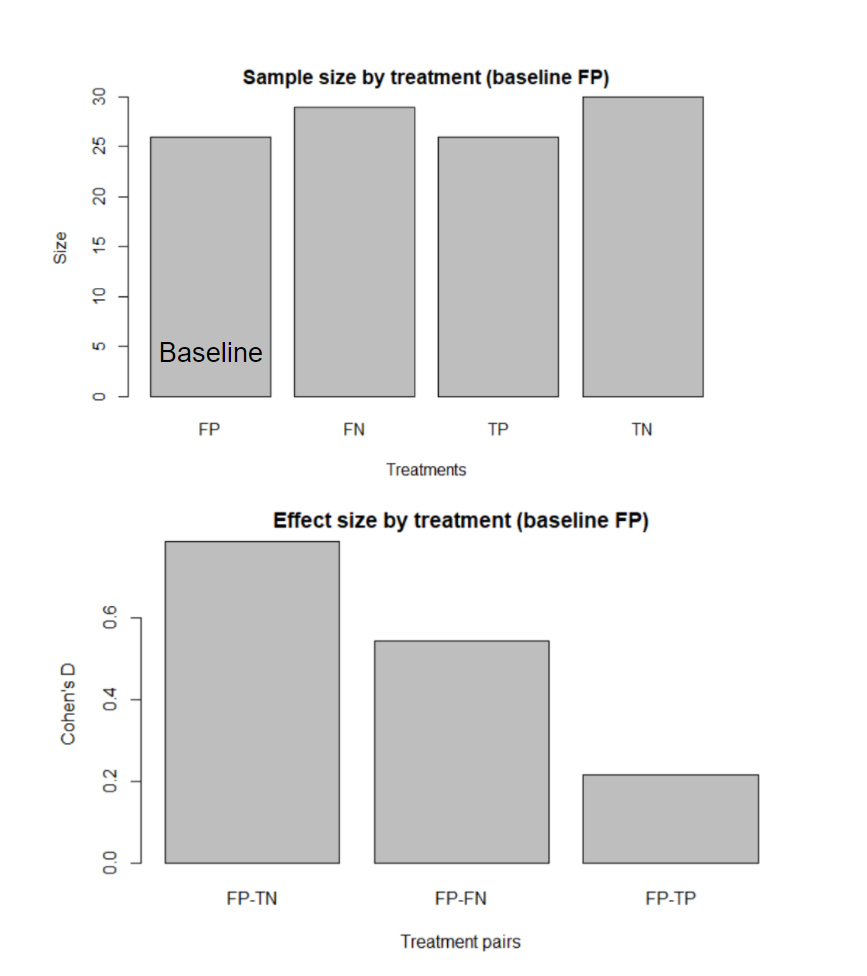 Sample size by treatment (baseline FP)
30
25
20
15
10
5
0
Size
Baseline
FP FN TP TN
Treatments
Effect size by treatment (baseline FP)
0.6
0.4
0.2
0.0
Cohen's D
FP-TN FP-FN FP-TP
Treatment pairs